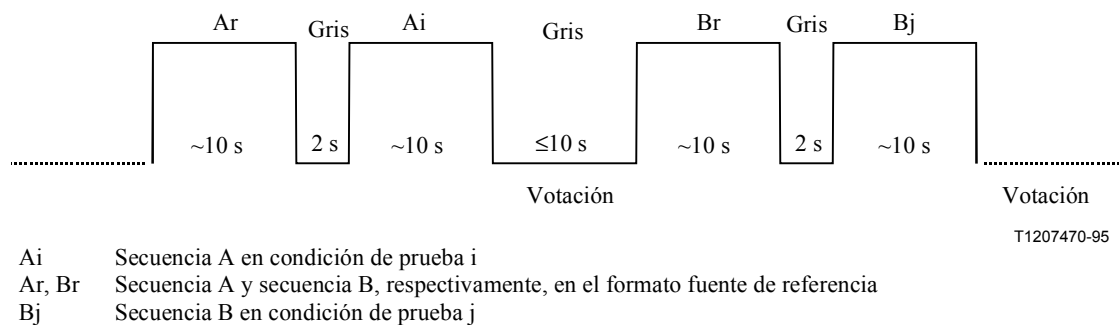 Ar Gris Ai Gris Br Gris Bj
~10 s 2 s ~10 s ≤10 s ~10 s 2 s ~10 s
Votación Votación
T1207470-95
Ai Secuencia A en condición de prueba i
Ar, Br Secuencia A y secuencia B, respectivamente, en el formato fuente de referencia
Bj Secuencia B en condición de prueba j